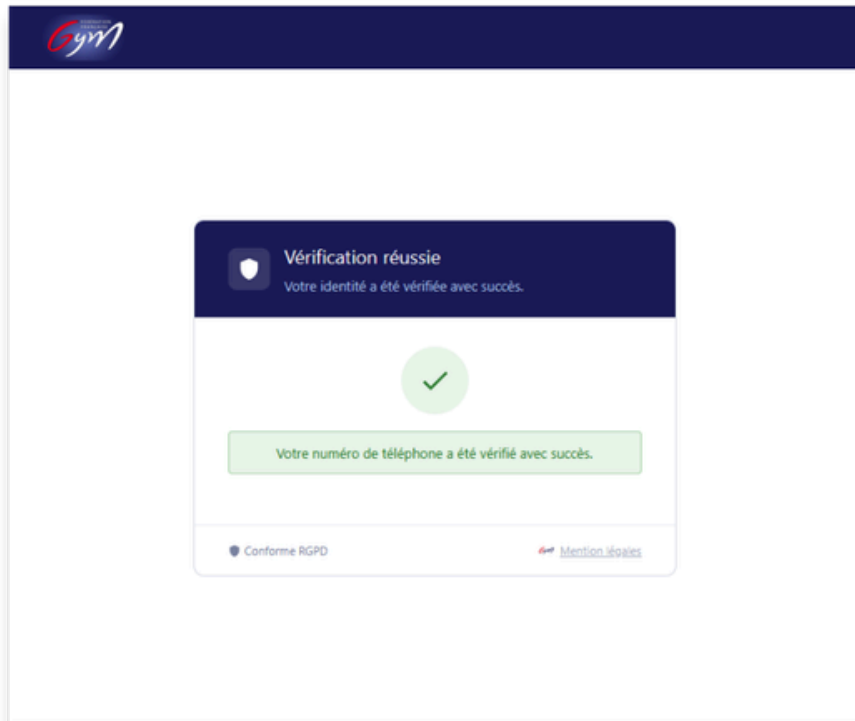 Gym
Vérification réussie
Votre identité a été vérifiée avec succès.
Votre numéro de téléphone a été vérifié avec succès.
Conforme RGPD
Mention légales